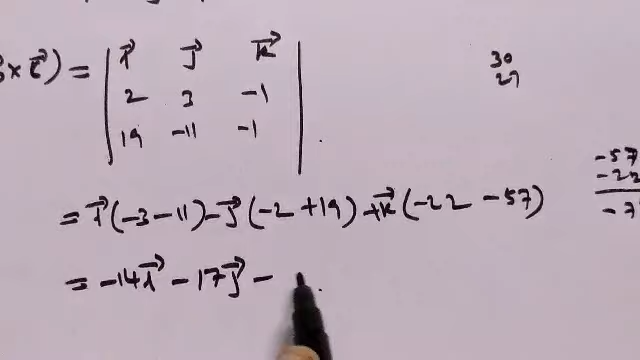 × c⃗) = | i⃗ j⃗ k⃗ |
2 3 -1
19 -11 -1
= i⃗(-3-11) - j⃗(-2+19) + k⃗(-22-57)
= -14i⃗ - 17j⃗ -
30
27
-57
-22
-7